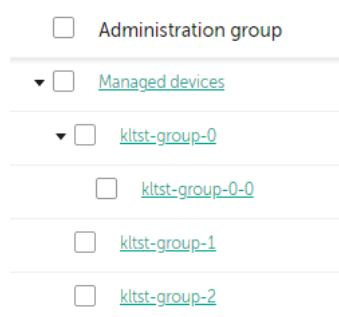 Administration group
Managed devices
kltst-group-0
kltst-group-0-0
kltst-group-1
kltst-group-2